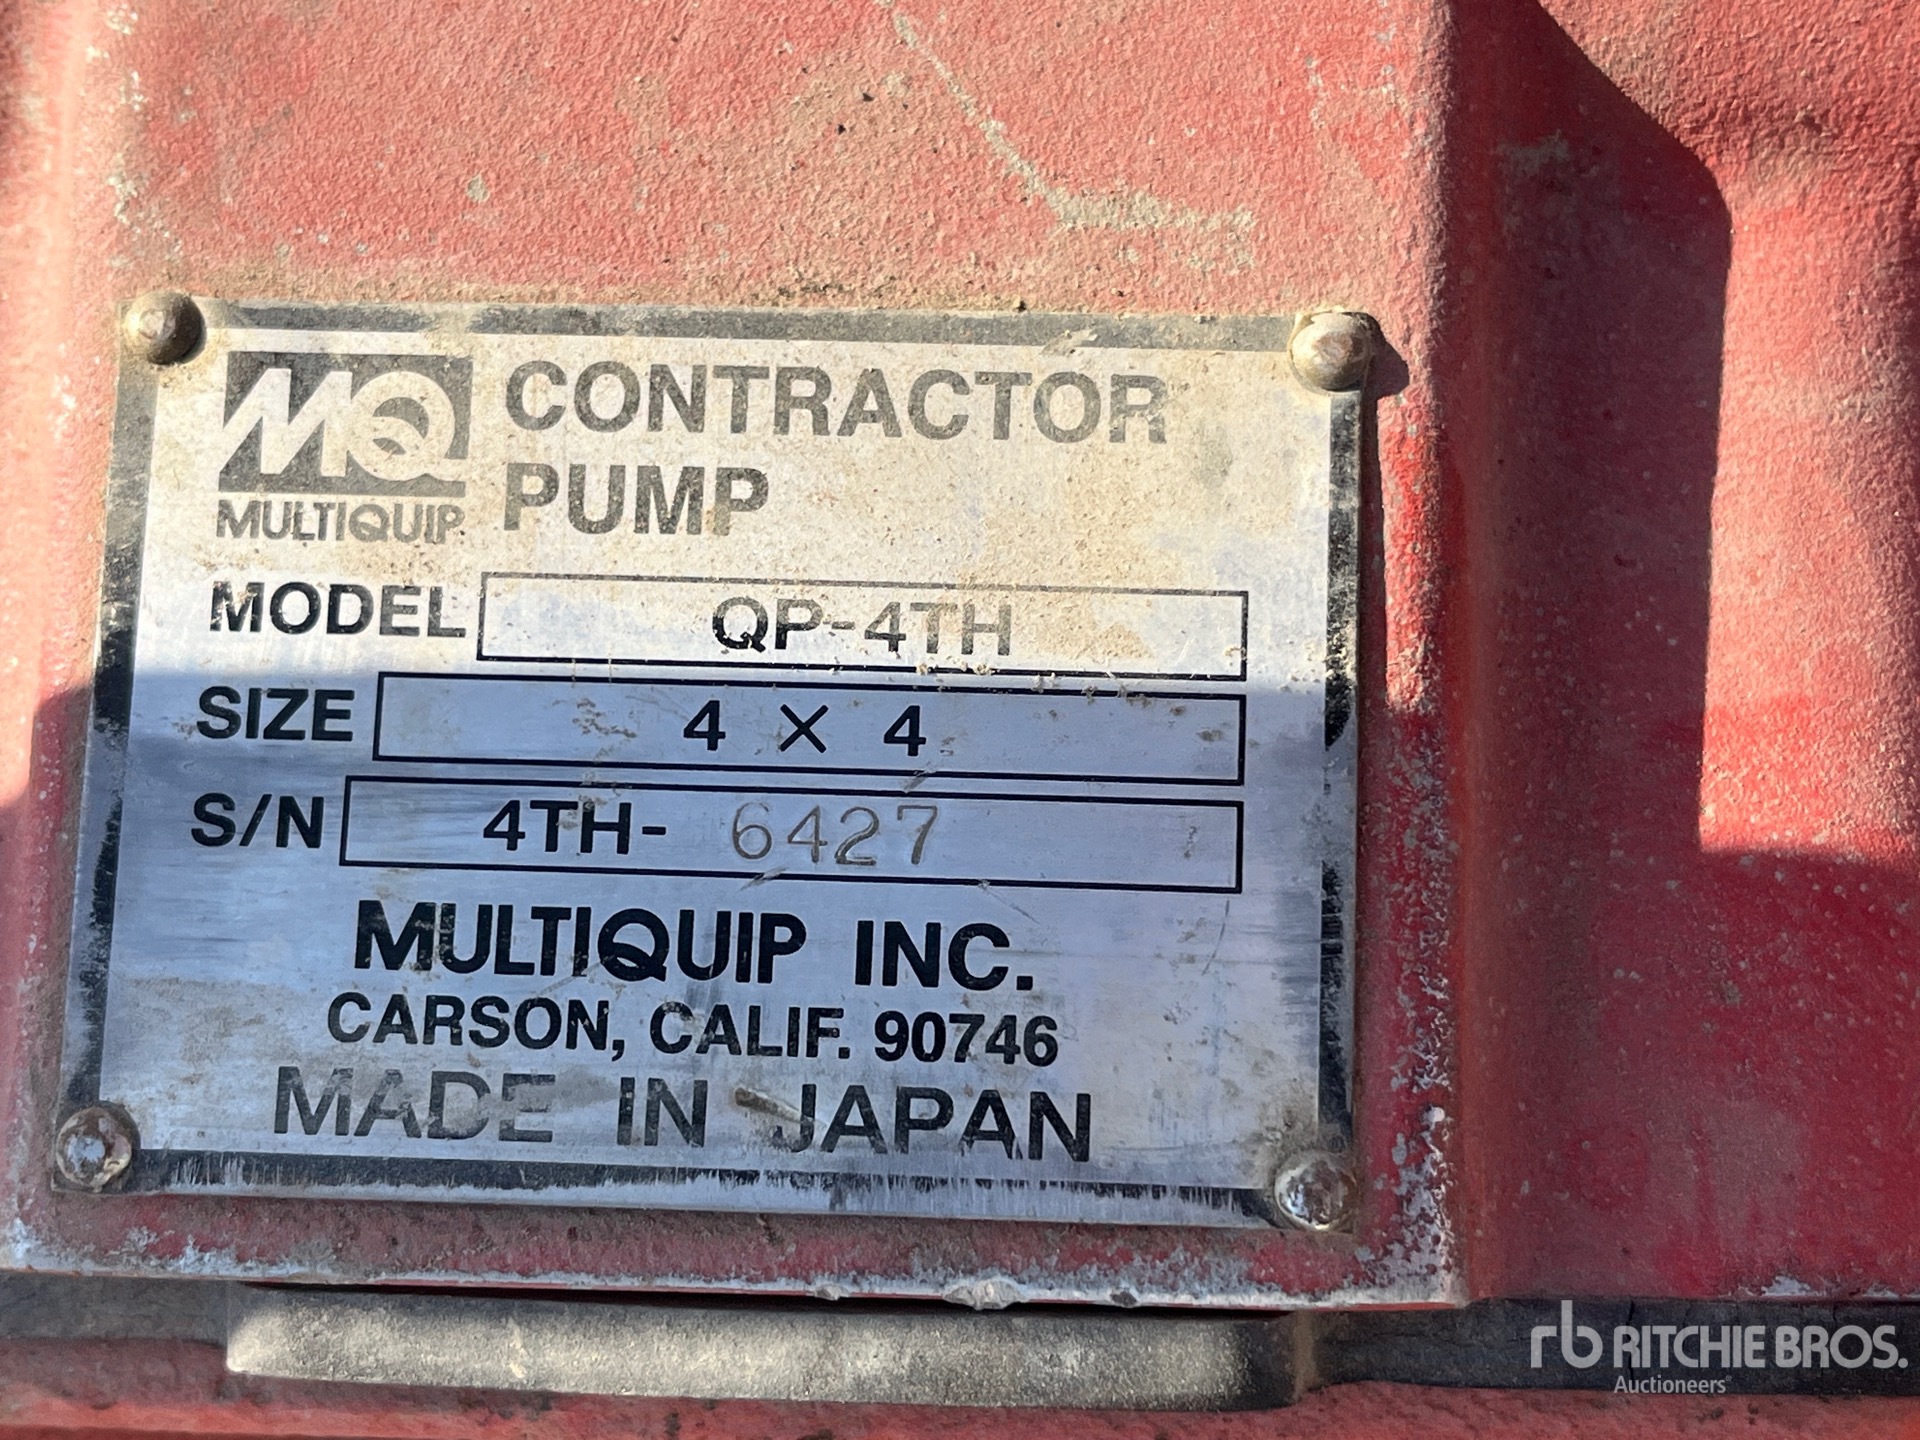 MQ CONTRACTOR
PUMP
MULTIQUIP
MODEL QP-4TH
SIZE 4 × 4
S/N 4TH- 6427
MULTIQUIP INC.
CARSON, CALIF. 90746
MADE IN JAPAN
rb RITCHIE BROS.
Auctioneers